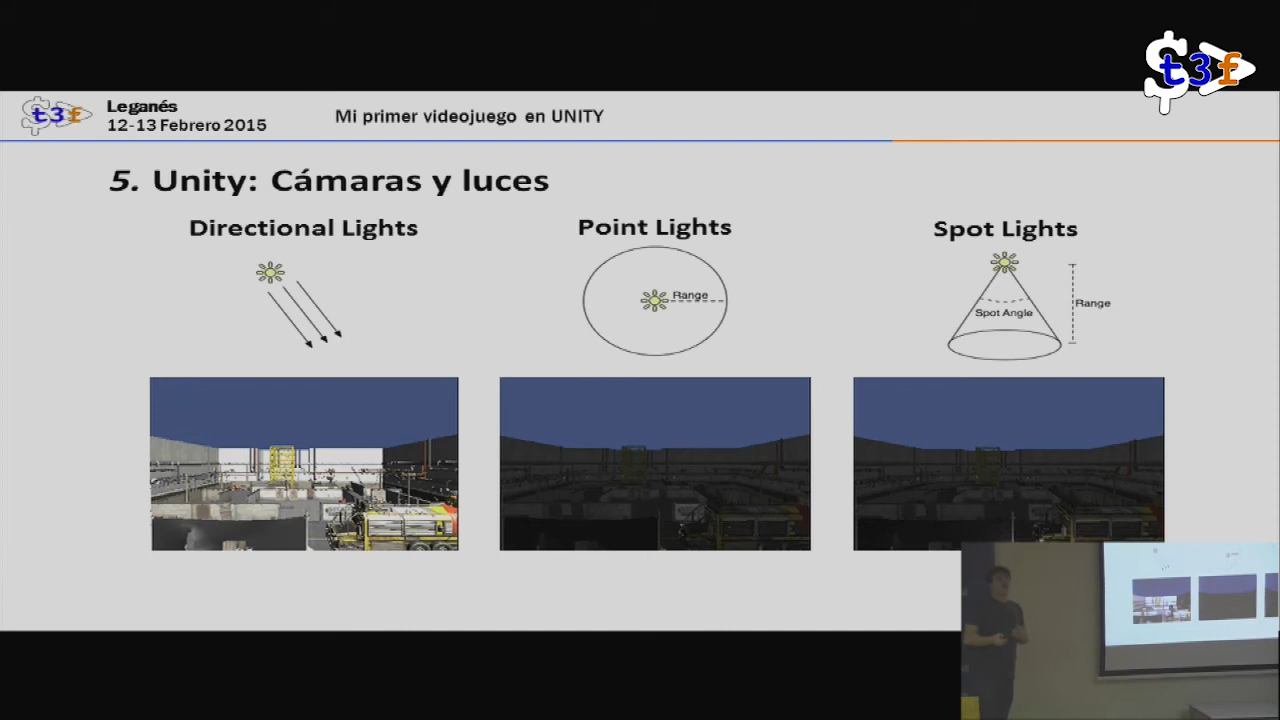 t3f
t3f
Leganés
12-13 Febrero 2015
Mi primer videojuego en UNITY
5. Unity: Cámaras y luces
Directional Lights
Point Lights
Spot Lights
Range
Spot Angle
Range